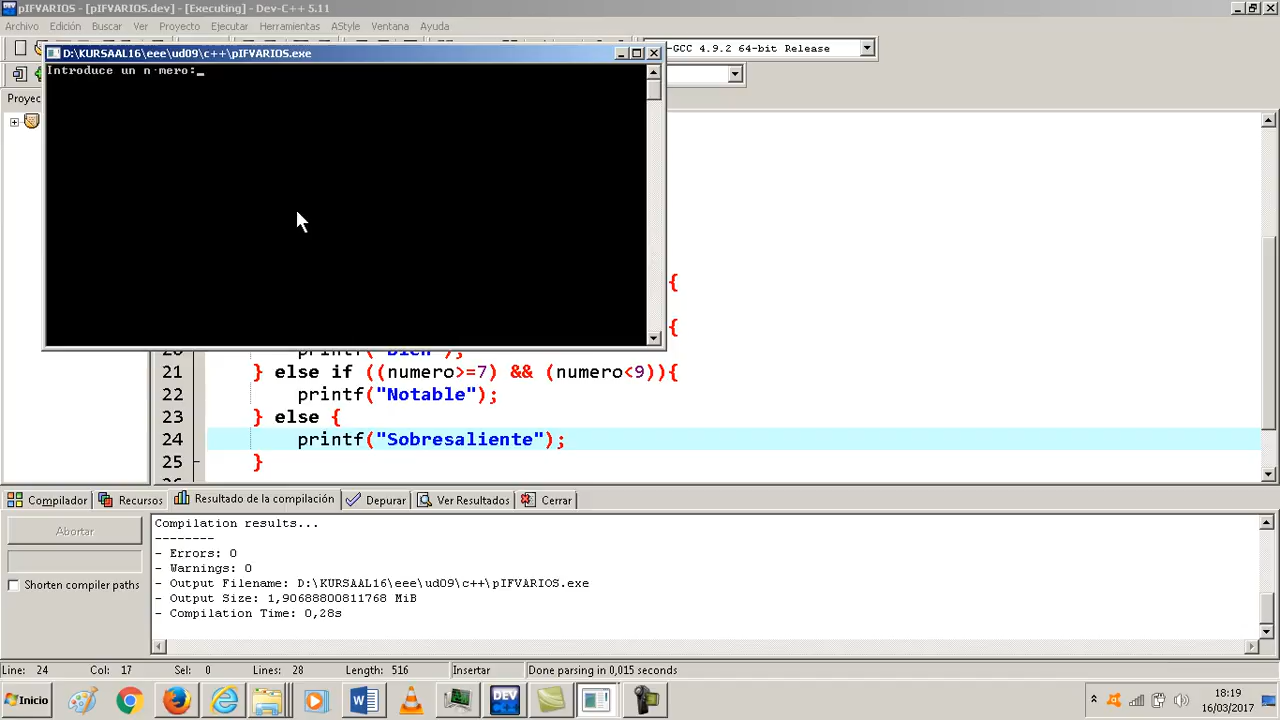 pIFVARIOS - [pIFVARIOS.dev] - [Executing] - Dev-C++ 5.11
Archivo Edición Buscar Ver Proyecto Ejecutar Herramientas AStyle Ventana Ayuda
-GCC 4.9.2 64-bit Release
D:\KURSAAL16\eee\ud09\c++\pIFVARIOS.exe
Introduce un n·mero:_
Proyec
{
{
20 printf("Bien");
21 } else if ((numero>=7) && (numero<9)){
22 printf("Notable");
23 } else {
24 printf("Sobresaliente");
25 }
Compilador Recursos Resultado de la compilación Depurar Ver Resultados Cerrar
Abortar
Shorten compiler paths
Compilation results...
--------
- Errors: 0
- Warnings: 0
- Output Filename: D:\KURSAAL16\eee\ud09\c++\pIFVARIOS.exe
- Output Size: 1,90688800811768 MiB
- Compilation Time: 0,28s
Line: 24 Col: 17 Sel: 0 Lines: 28 Length: 516 Insertar Done parsing in 0,015 seconds
Inicio
DEV
18:19
16/03/2017